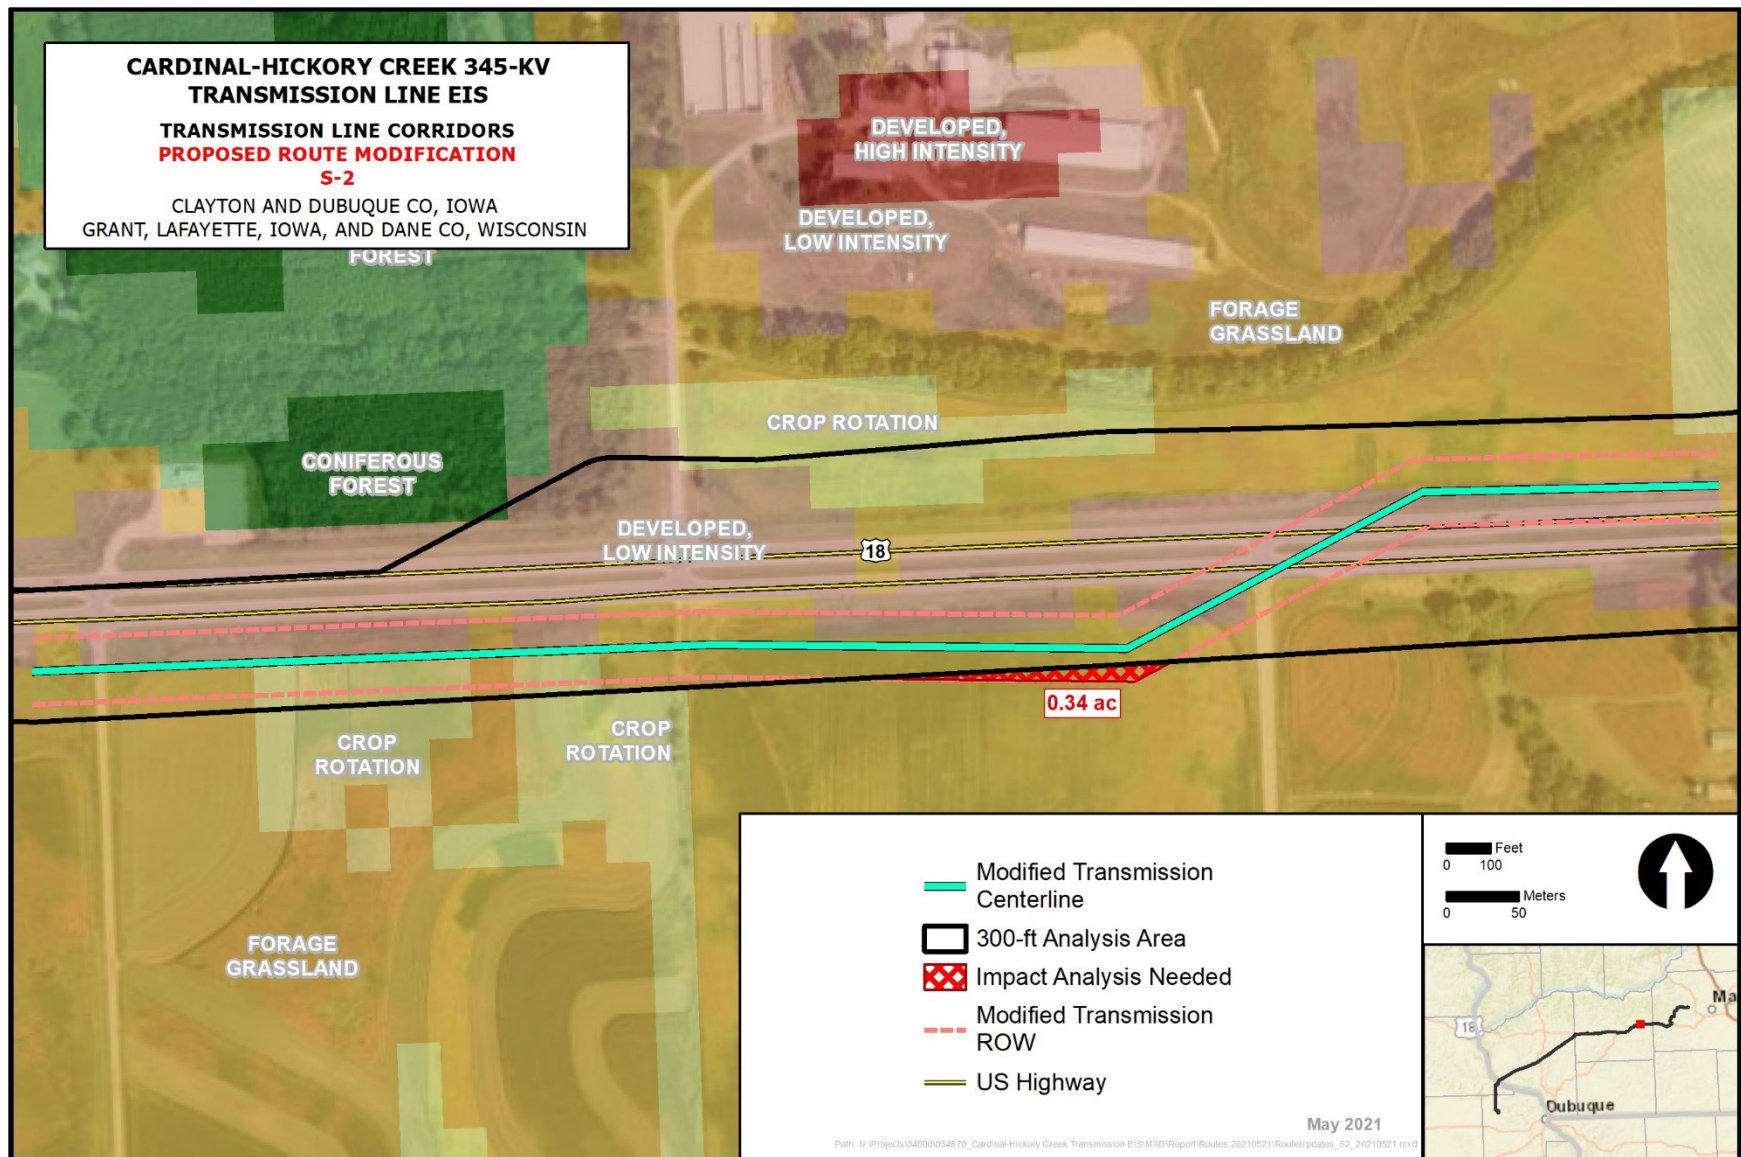 CARDINAL-HICKORY CREEK 345-KV
TRANSMISSION LINE EIS
TRANSMISSION LINE CORRIDORS
PROPOSED ROUTE MODIFICATION
S-2
CLAYTON AND DUBUQUE CO, IOWA
GRANT, LAFAYETTE, IOWA, AND DANE CO, WISCONSIN
FOREST
DEVELOPED,
HIGH INTENSITY
DEVELOPED,
LOW INTENSITY
FORAGE
GRASSLAND
CROP ROTATION
CONIFEROUS
FOREST
DEVELOPED,
LOW INTENSITY
18
0.34 ac
CROP
ROTATION
CROP
ROTATION
FORAGE
GRASSLAND
Modified Transmission
Centerline
300-ft Analysis Area
Impact Analysis Needed
Modified Transmission
ROW
US Highway
May 2021
Feet
0 100
Meters
0 50
Ma
18
Dubuque